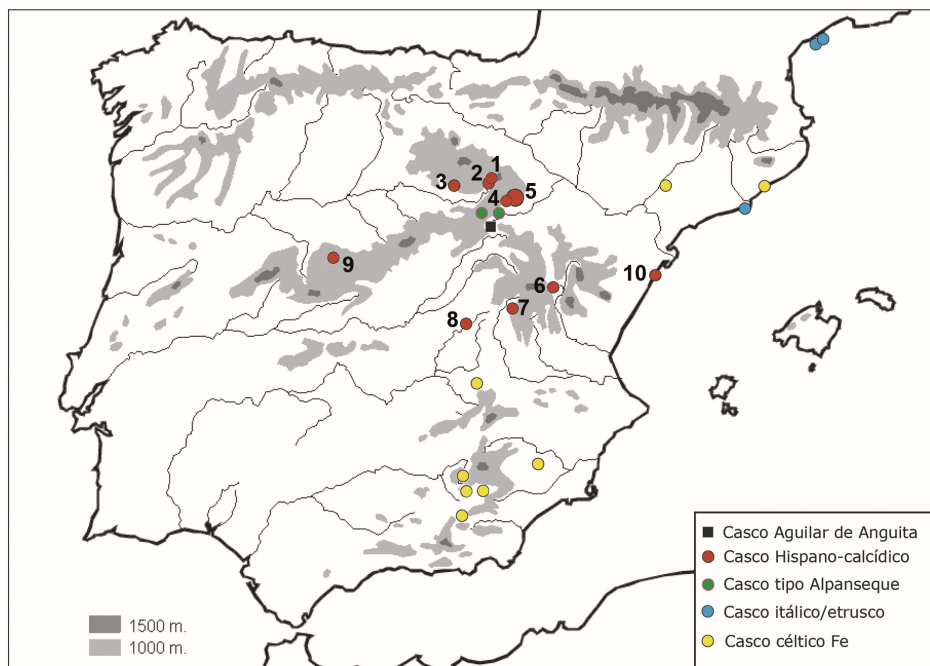 1
2
3
4
5
6
7
8
9
10
Casco Aguilar de Anguita
Casco Hispano-calcídico
Casco tipo Alpanseque
Casco itálico/etrusco
Casco céltico Fe
1500 m.
1000 m.